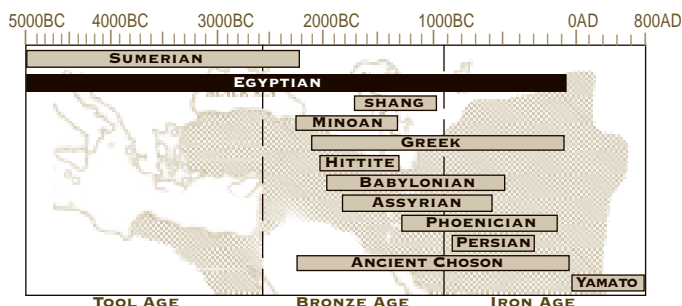 5000BC 4000BC 3000BC 2000BC 1000BC 0AD 800AD
SUMERIAN
EGYPTIAN
SHANG
MINOAN
GREEK
HITTITE
BABYLONIAN
ASSYRIAN
PHOENICIAN
PERSIAN
ANCIENT CHOSON
YAMATO
TOOL AGE BRONZE AGE IRON AGE